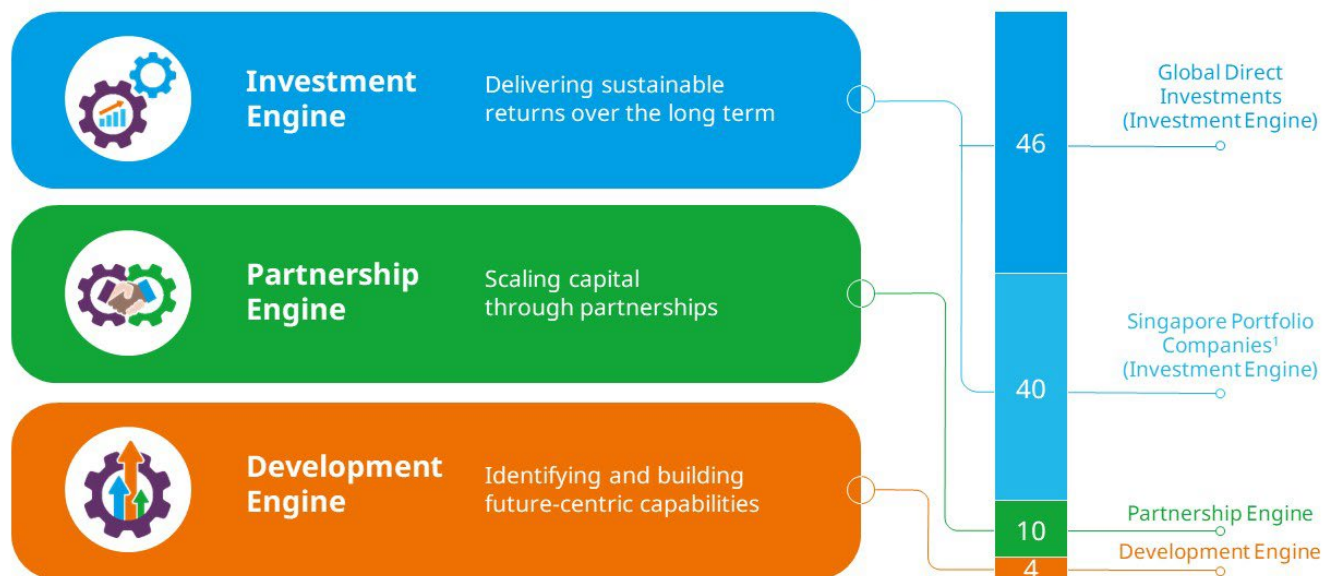 Investment
Engine
Delivering sustainable
returns over the long term
Partnership
Engine
Scaling capital
through partnerships
Development
Engine
Identifying and building
future-centric capabilities
46
40
10
4
Global Direct
Investments
(Investment Engine)
Singapore Portfolio
Companies¹
(Investment Engine)
Partnership Engine
Development Engine